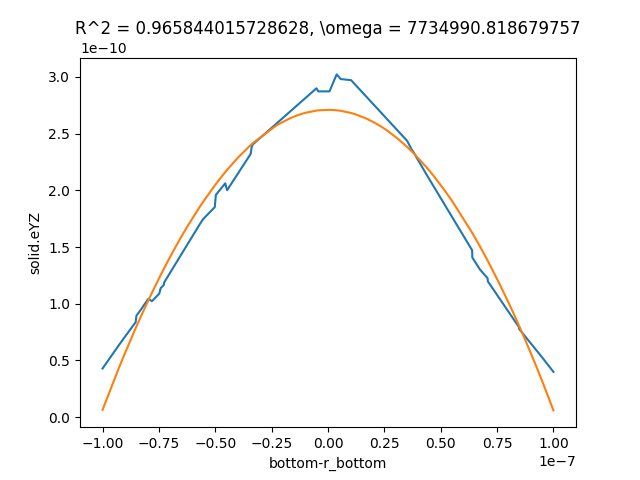 R^2 = 0.965844015728628, \omega = 7734990.818679757
1e−10
3.0
2.5
2.0
1.5
1.0
0.5
0.0
solid.eYZ
−1.00 −0.75 −0.50 −0.25 0.00 0.25 0.50 0.75 1.00
bottom-r_bottom
1e−7